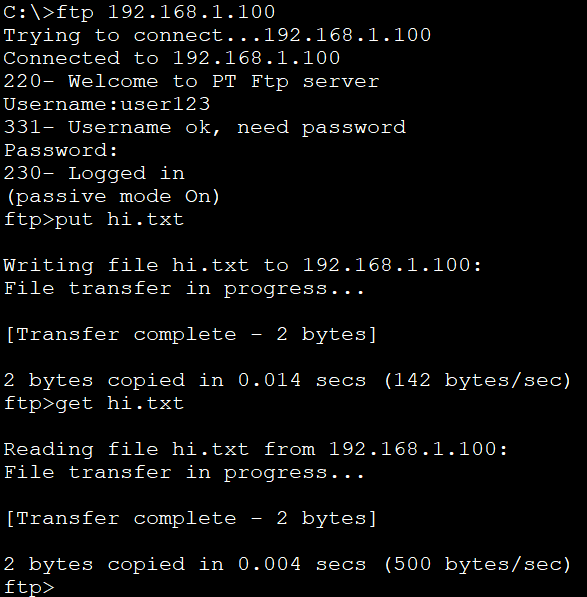 C:\>ftp 192.168.1.100
Trying to connect...192.168.1.100
Connected to 192.168.1.100
220- Welcome to PT Ftp server
Username:user123
331- Username ok, need password
Password:
230- Logged in
(passive mode On)
ftp>put hi.txt
Writing file hi.txt to 192.168.1.100:
File transfer in progress...
[Transfer complete - 2 bytes]
2 bytes copied in 0.014 secs (142 bytes/sec)
ftp>get hi.txt
Reading file hi.txt from 192.168.1.100:
File transfer in progress...
[Transfer complete - 2 bytes]
2 bytes copied in 0.004 secs (500 bytes/sec)
ftp>